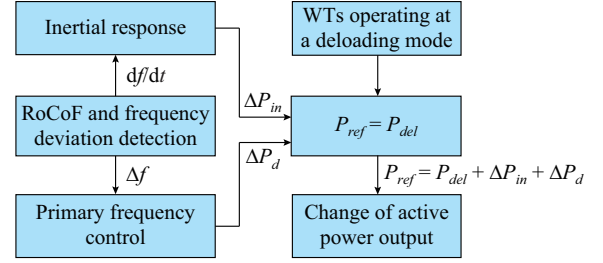 Inertial response
df/dt
RoCoF and frequency
deviation detection
Δf
Primary frequency
control
ΔP_in
ΔP_d
WTs operating at
a deloading mode
P_ref = P_del
P_ref = P_del + ΔP_in + ΔP_d
Change of active
power output